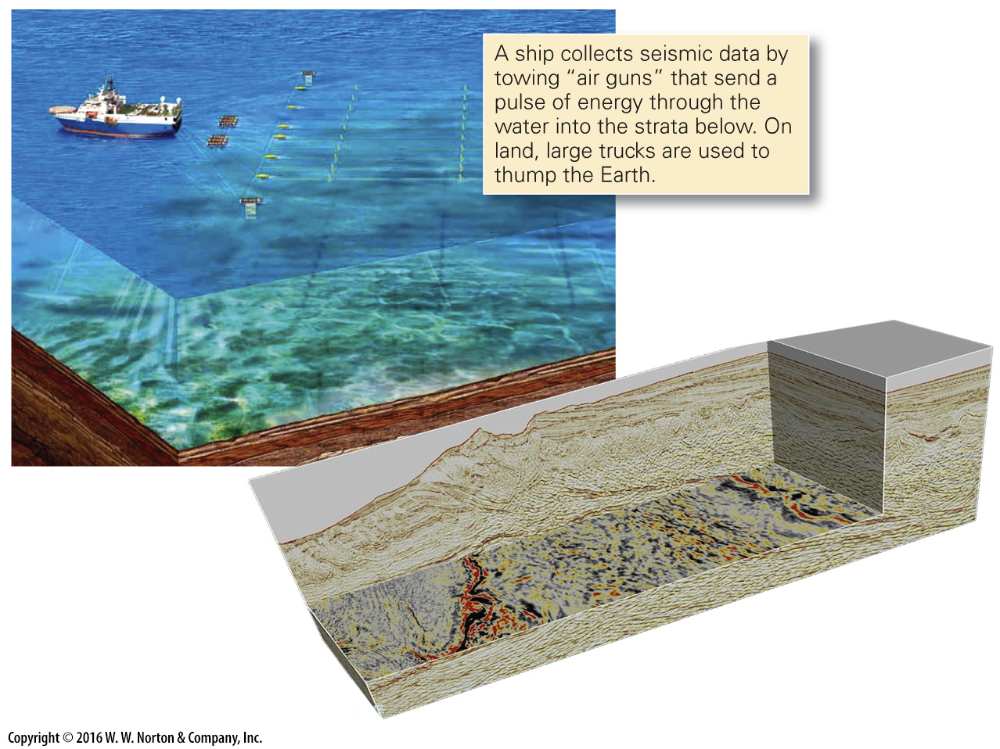 A ship collects seismic data by
towing “air guns” that send a
pulse of energy through the
water into the strata below. On
land, large trucks are used to
thump the Earth.
Copyright © 2016 W. W. Norton & Company, Inc.